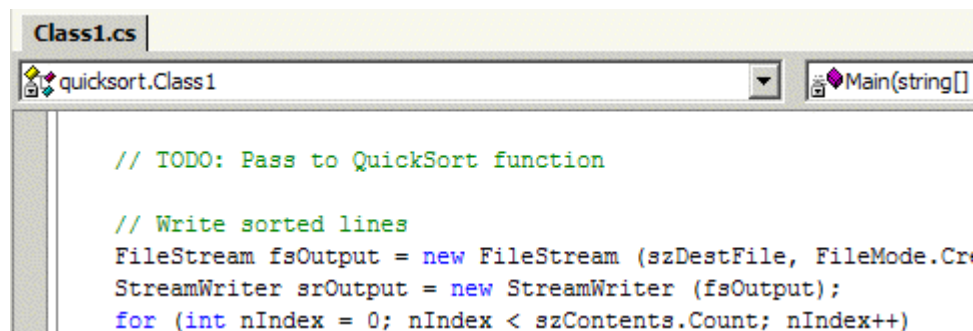 Class1.cs
quicksort.Class1 Main(string[]
// TODO: Pass to QuickSort function
// Write sorted lines
FileStream fsOutput = new FileStream (szDestFile, FileMode.Cre
StreamWriter srOutput = new StreamWriter (fsOutput);
for (int nIndex = 0; nIndex < szContents.Count; nIndex++)